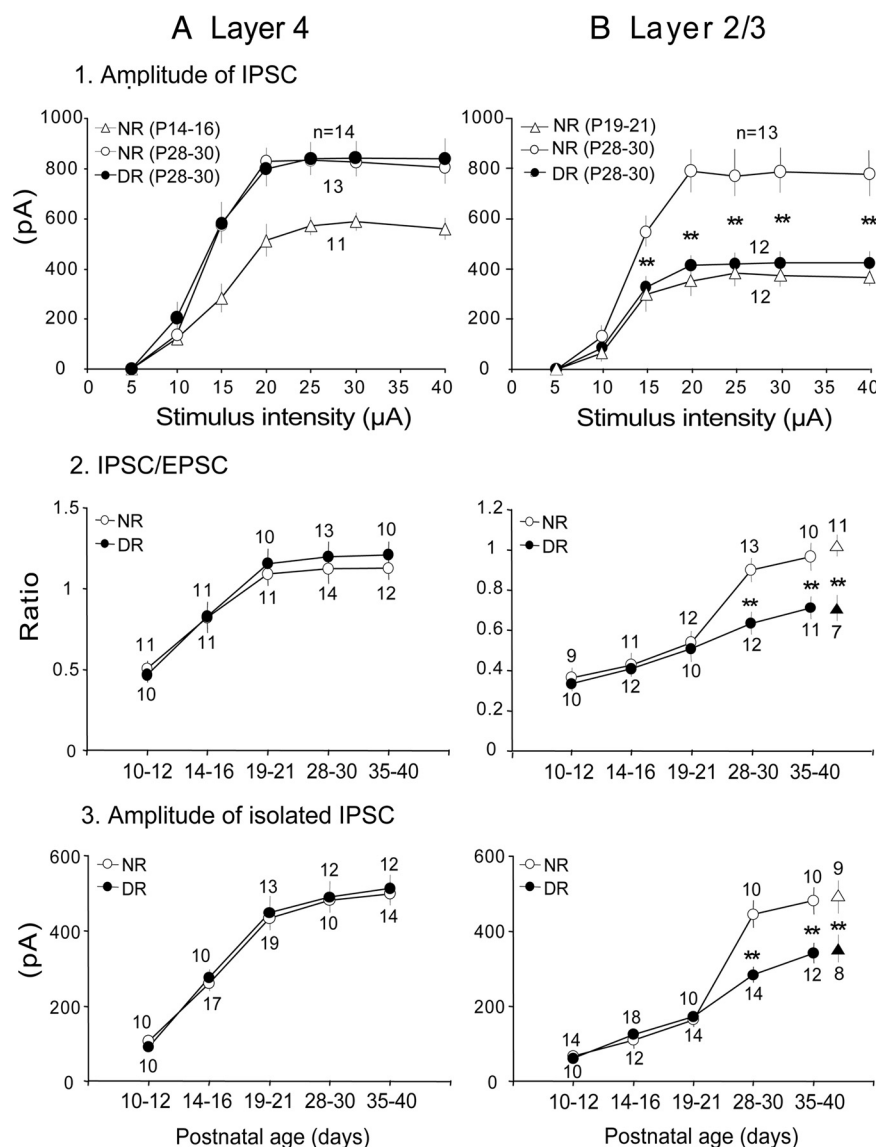 A Layer 4
B Layer 2/3
1. Amplitude of IPSC
1000
800
600
400
200
0
(pA)
NR (P14-16)
NR (P28-30)
DR (P28-30)
n=14
13
11
0 5 10 15 20 25 30 40
Stimulus intensity (μA)
1000
800
600
400
200
0
NR (P19-21)
NR (P28-30)
DR (P28-30)
n=13
** ** ** ** **
12
12
0 5 10 15 20 25 30 40
Stimulus intensity (μA)
2. IPSC/EPSC
1.5
1
0.5
0
Ratio
NR
DR
11 11 10 13 10
10 11 11 14 12
10-12 14-16 19-21 28-30 35-40
1.2
1
0.8
0.6
0.4
0.2
0
NR
DR
9 11 12 13 10 11
** ** **
10 12 10 12 11 7
10-12 14-16 19-21 28-30 35-40
3. Amplitude of isolated IPSC
600
400
200
0
(pA)
NR
DR
10 10 13 12 12
10 17 19 10 14
10-12 14-16 19-21 28-30 35-40
Postnatal age (days)
600
400
200
0
NR
DR
14 18 10 10 10 9
** ** **
10 12 14 14 12 8
10-12 14-16 19-21 28-30 35-40
Postnatal age (days)